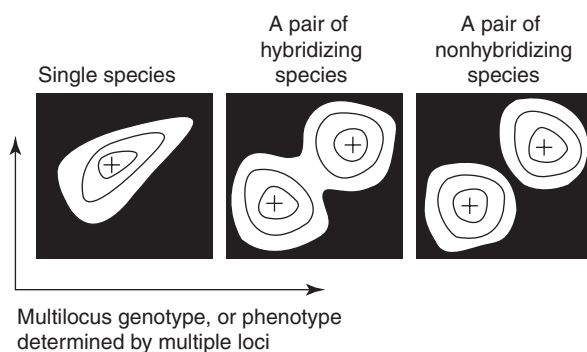 Single species
A pair of
hybridizing
species
A pair of
nonhybridizing
species
Multilocus genotype, or phenotype
determined by multiple loci